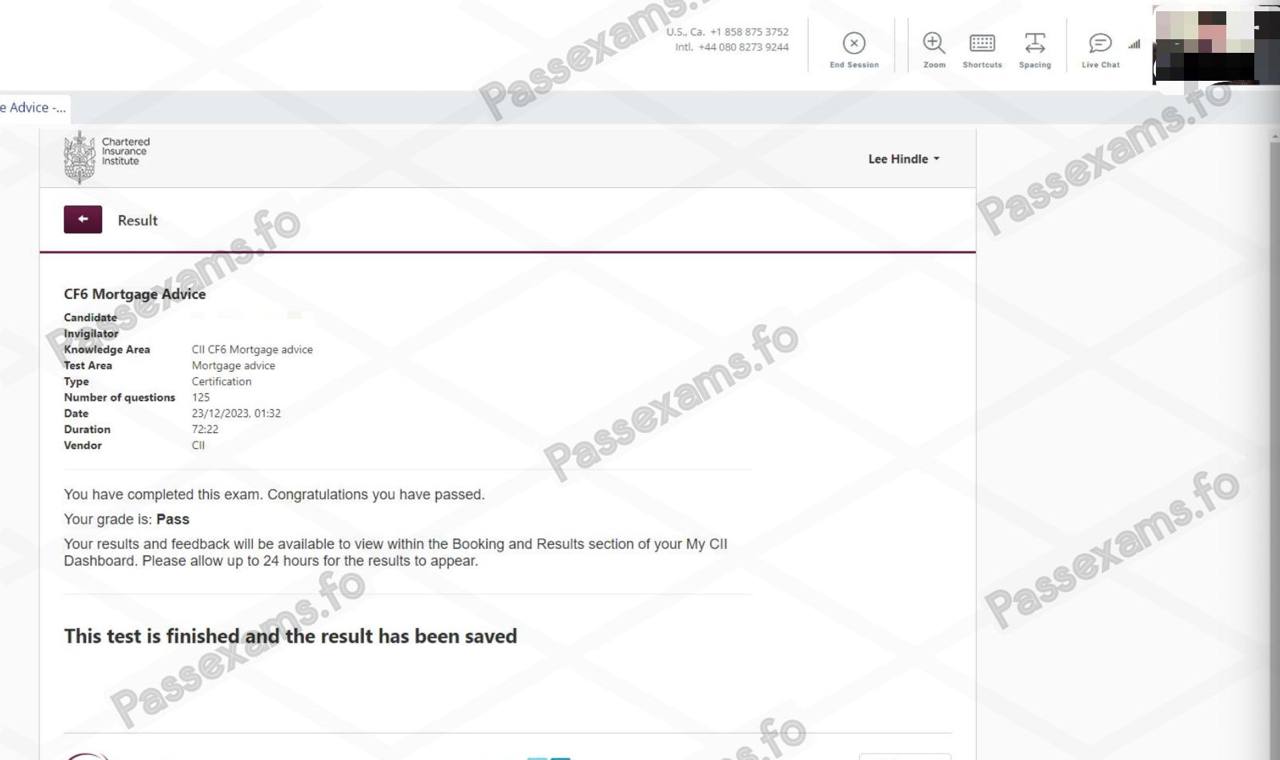 U.S., Ca. +1 858 875 3752
Intl. +44 080 8273 9244
End Session
Zoom
Shortcuts
Spacing
Live Chat
e Advice -...
Chartered
Insurance
Institute
Lee Hindle
Result
CF6 Mortgage Advice
Candidate
Invigilator
Knowledge Area CII CF6 Mortgage advice
Test Area Mortgage advice
Type Certification
Number of questions 125
Date 23/12/2023, 01:32
Duration 72:22
Vendor CII
You have completed this exam. Congratulations you have passed.
Your grade is: Pass
Your results and feedback will be available to view within the Booking and Results section of your My CII
Dashboard. Please allow up to 24 hours for the results to appear.
This test is finished and the result has been saved
Passexams.fo
Passexams.fo
Passexams.fo
Passexams.fo
Passexams.fo
Passexams.fo
s.fo